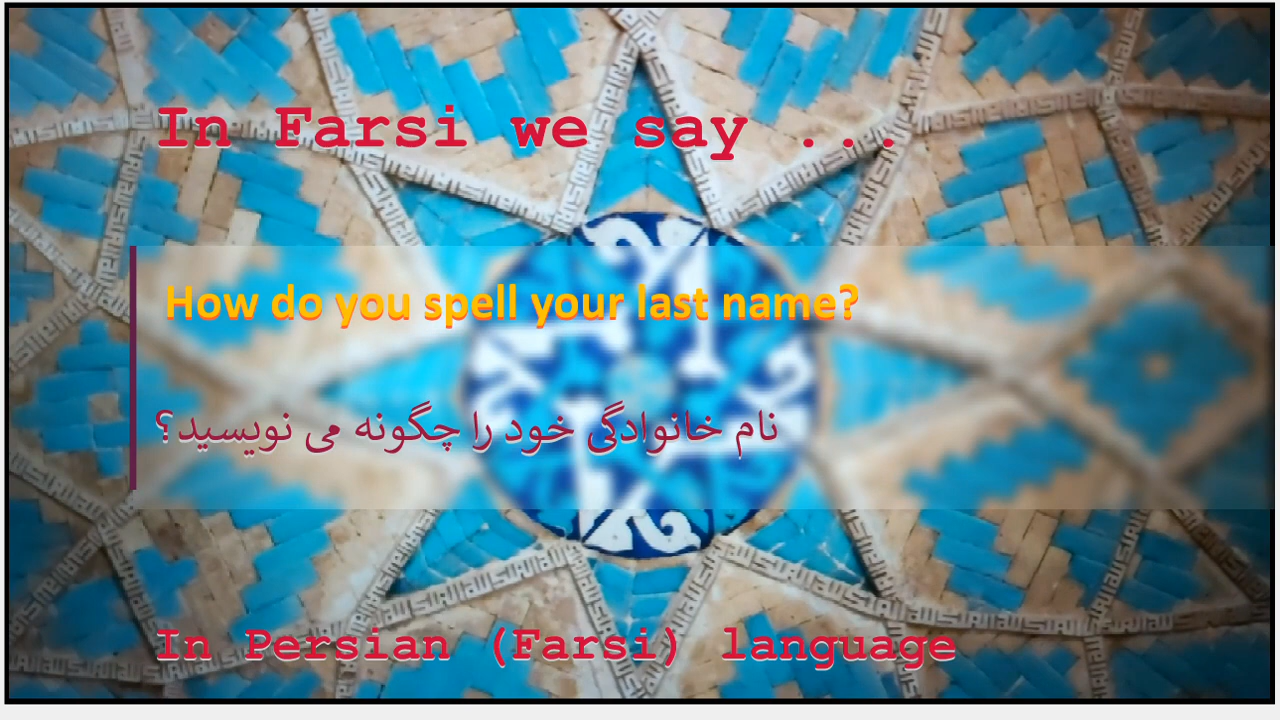 In Farsi we say ...
How do you spell your last name?
نام خانوادگی خود را چگونه می نویسید؟
In Persian (Farsi) language